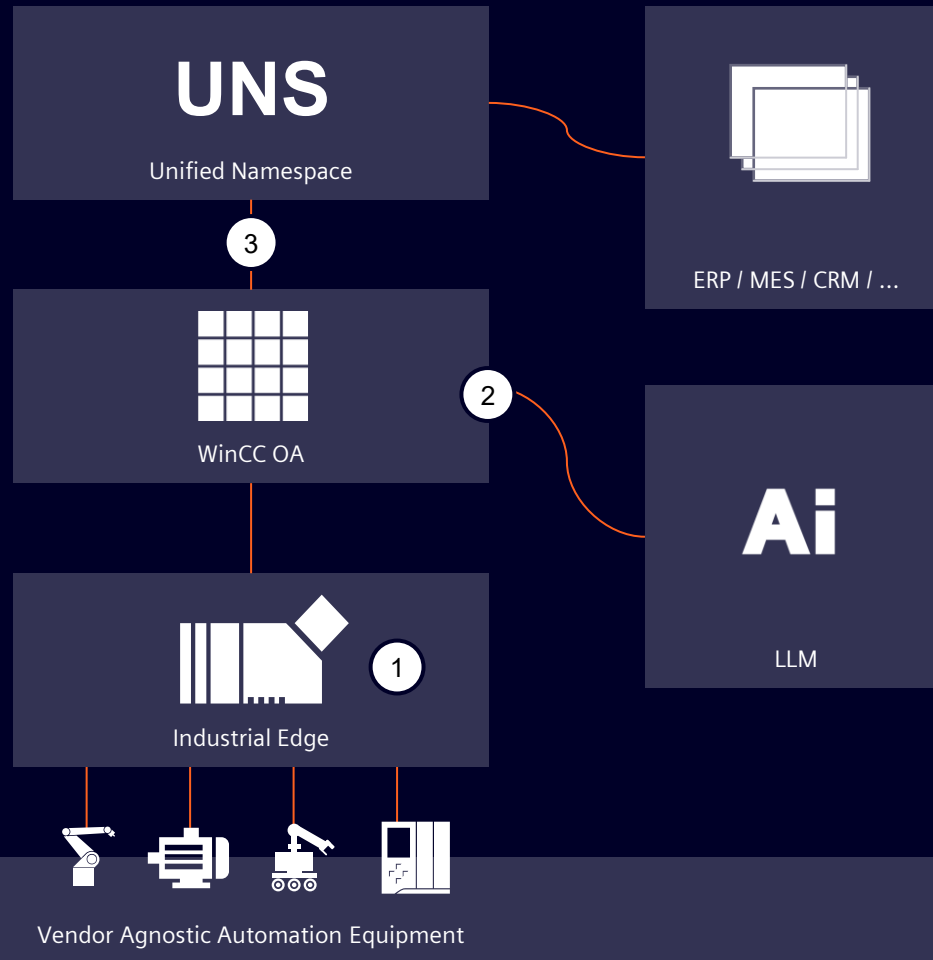 UNS
Unified Namespace
3
ERP / MES / CRM / ...
WinCC OA
2
Ai
LLM
1
Industrial Edge
Vendor Agnostic Automation Equipment